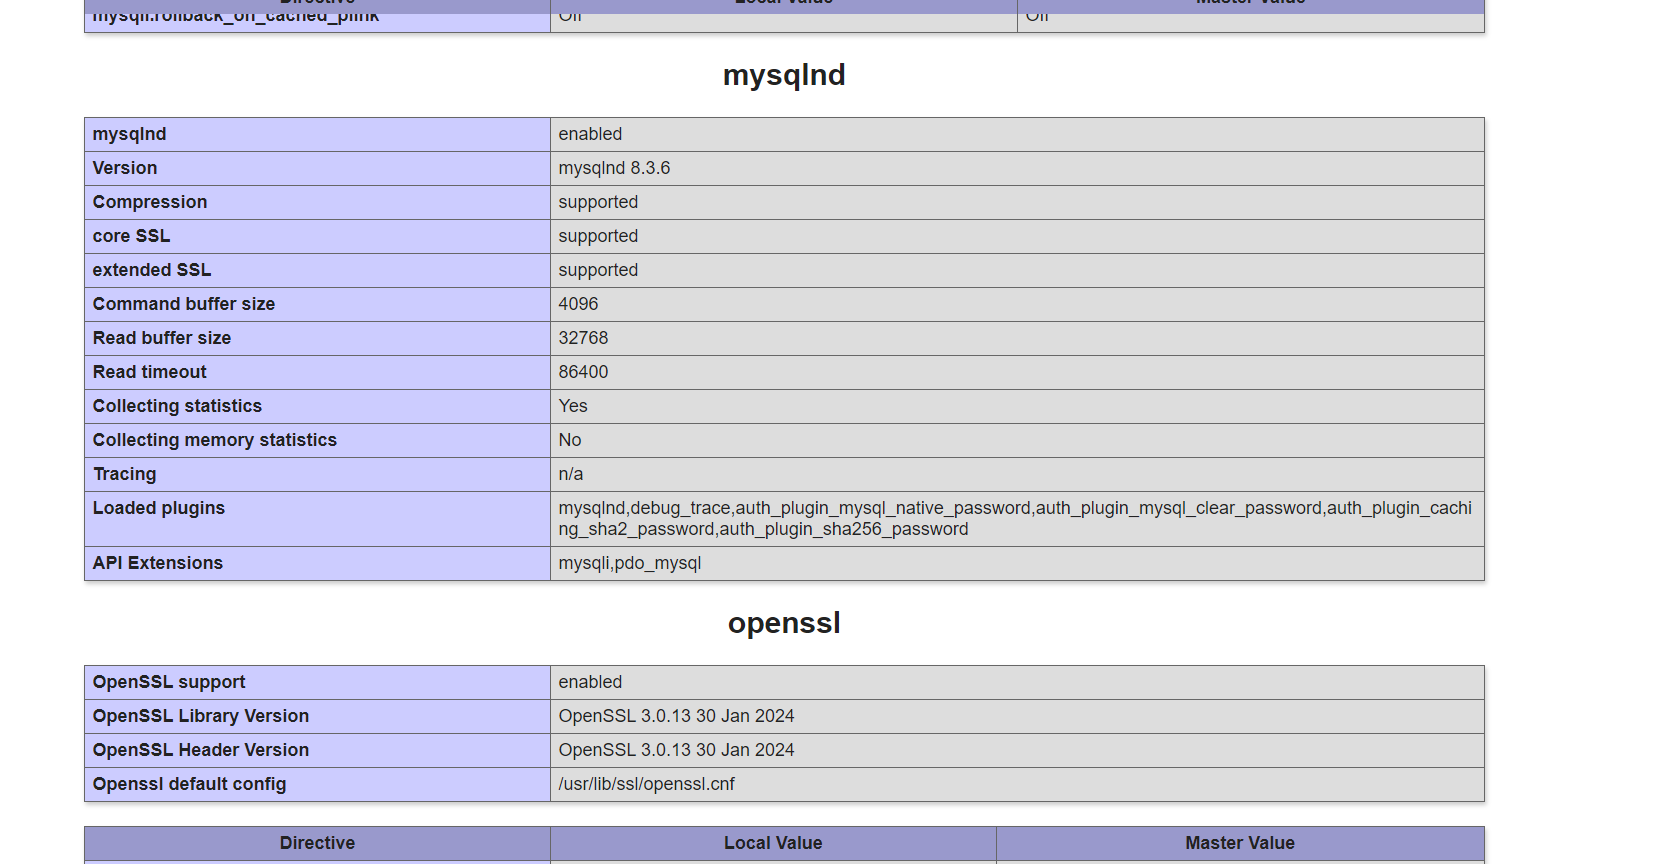 Directive Local Value Master Value
mysqli.rollback_on_cached_plink Off Off
mysqlnd
mysqlnd enabled
Version mysqlnd 8.3.6
Compression supported
core SSL supported
extended SSL supported
Command buffer size 4096
Read buffer size 32768
Read timeout 86400
Collecting statistics Yes
Collecting memory statistics No
Tracing n/a
Loaded plugins mysqlnd,debug_trace,auth_plugin_mysql_native_password,auth_plugin_mysql_clear_password,auth_plugin_cachi
ng_sha2_password,auth_plugin_sha256_password
API Extensions mysqli,pdo_mysql
openssl
OpenSSL support enabled
OpenSSL Library Version OpenSSL 3.0.13 30 Jan 2024
OpenSSL Header Version OpenSSL 3.0.13 30 Jan 2024
Openssl default config /usr/lib/ssl/openssl.cnf
Directive Local Value Master Value